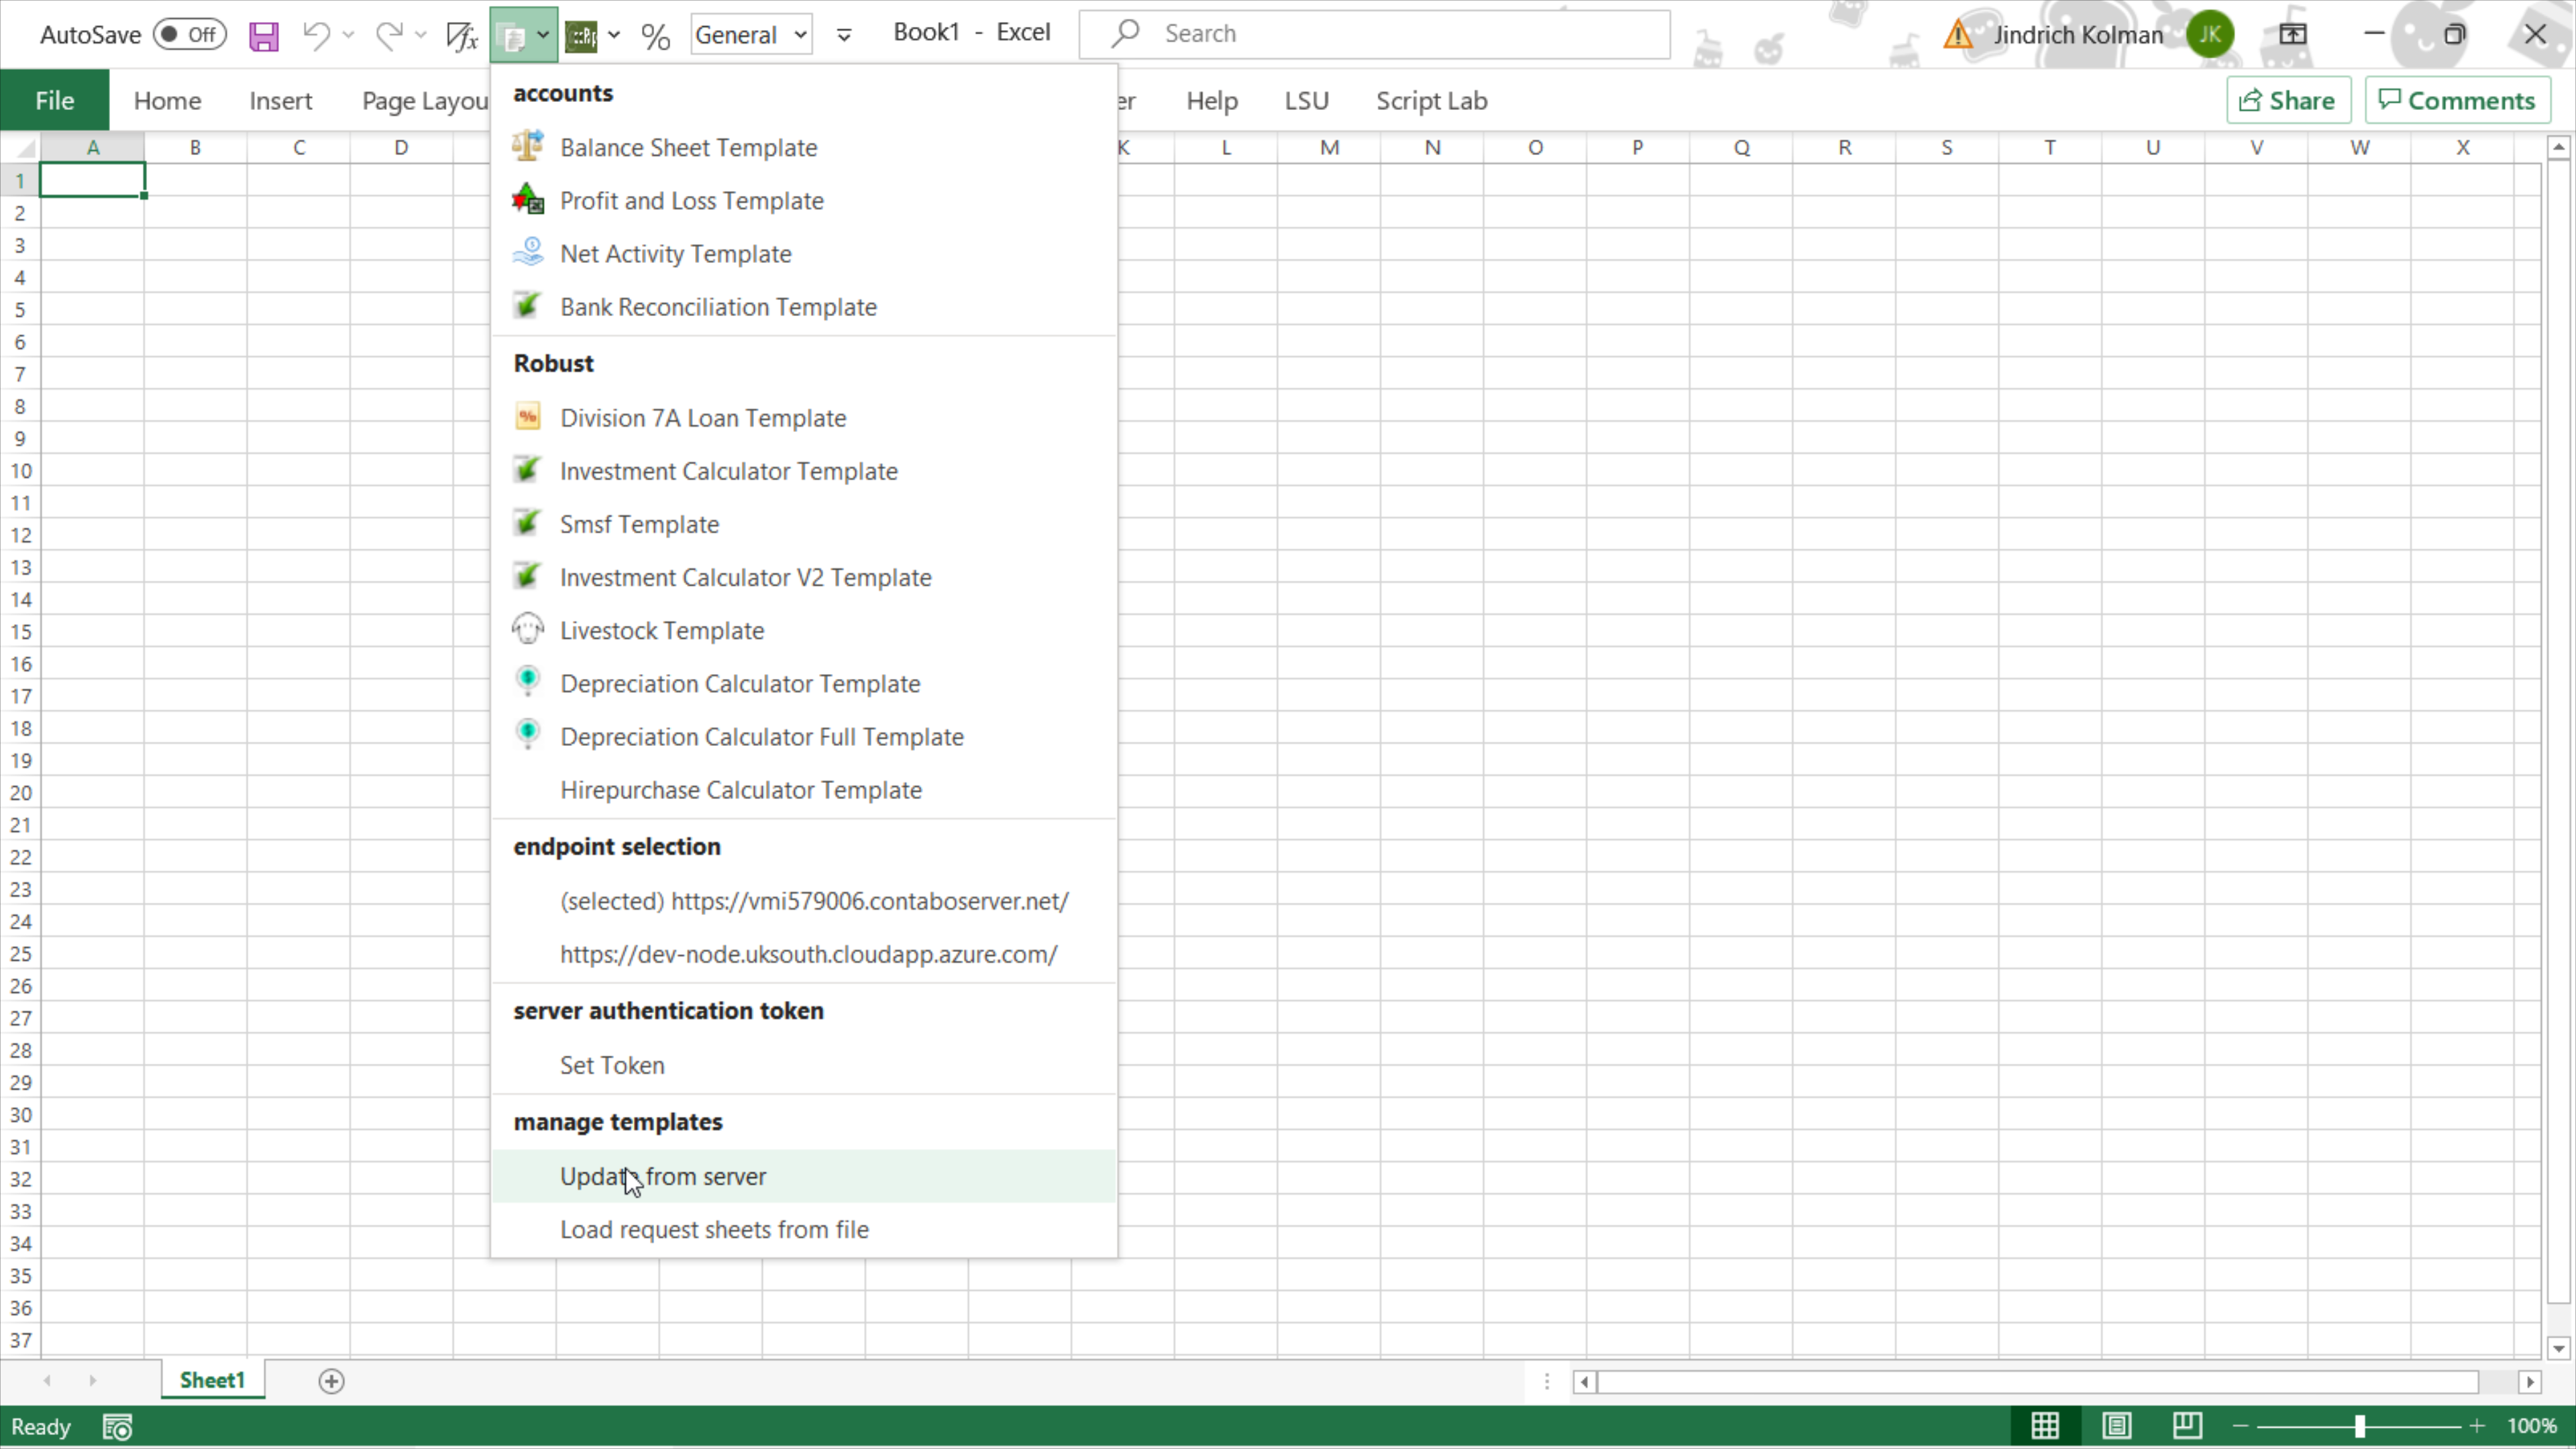 AutoSave Off
General
Book1 - Excel
Search
Jindrich Kolman JK
File Home Insert Page Layou er Help LSU Script Lab Share Comments
A B C D K L M N O P Q R S T U V W X
accounts
Balance Sheet Template
Profit and Loss Template
Net Activity Template
Bank Reconciliation Template
Robust
Division 7A Loan Template
Investment Calculator Template
Smsf Template
Investment Calculator V2 Template
Livestock Template
Depreciation Calculator Template
Depreciation Calculator Full Template
Hirepurchase Calculator Template
endpoint selection
(selected) https://vmi579006.contaboserver.net/
https://dev-node.uksouth.cloudapp.azure.com/
server authentication token
Set Token
manage templates
Update from server
Load request sheets from file
1
2
3
4
5
6
7
8
9
10
11
12
13
14
15
16
17
18
19
20
21
22
23
24
25
26
27
28
29
30
31
32
33
34
35
36
37
Sheet1
Ready
100%